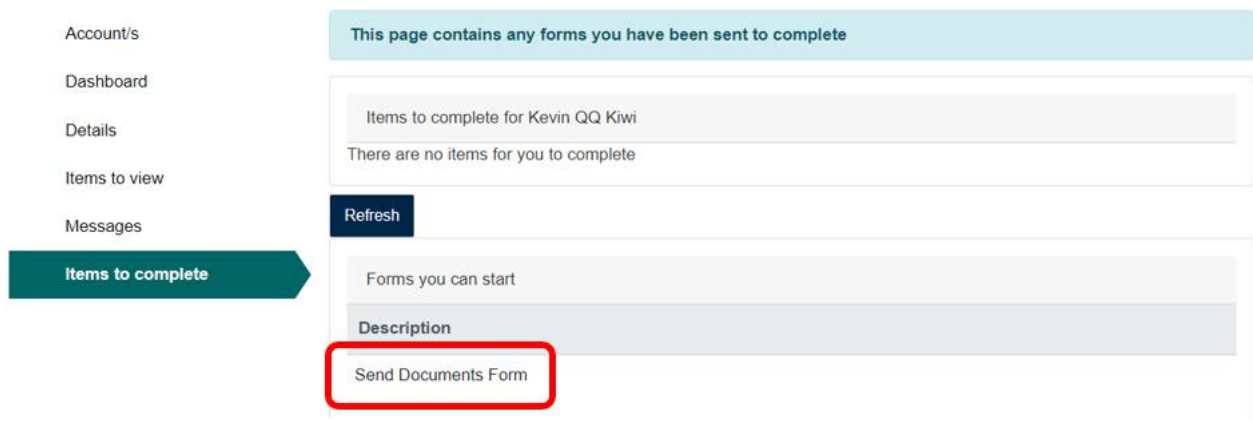 Account/s
Dashboard
Details
Items to view
Messages
Items to complete
This page contains any forms you have been sent to complete
Items to complete for Kevin QQ Kiwi
There are no items for you to complete
Refresh
Forms you can start
Description
Send Documents Form